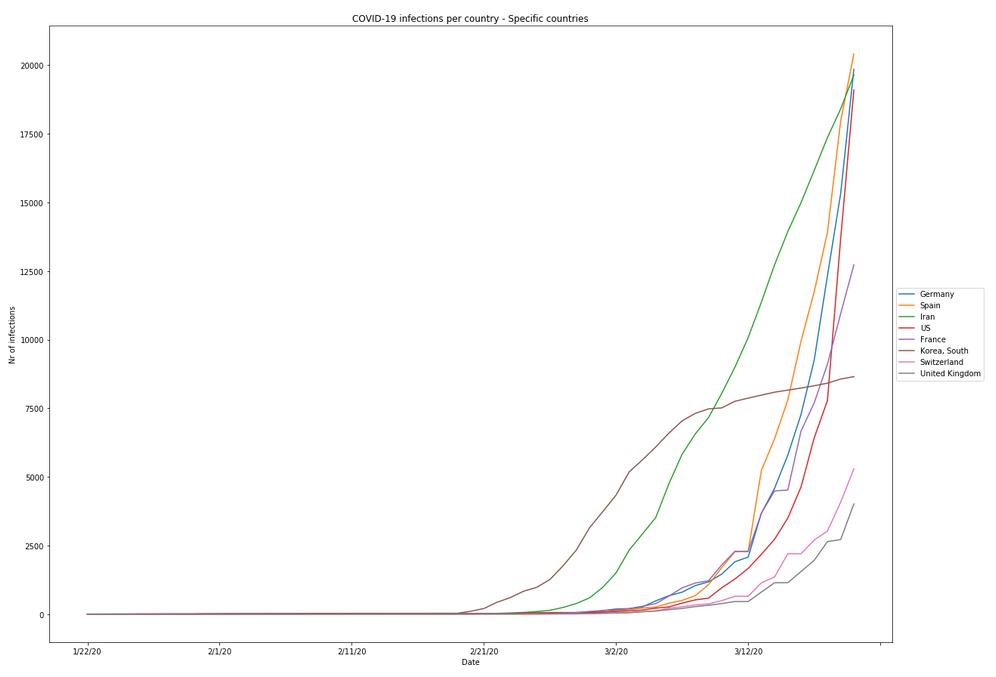 COVID-19 infections per country - Specific countries
20000
17500
15000
12500
10000
7500
5000
2500
0
Nr of infections
1/22/20 2/1/20 2/11/20 2/21/20 3/2/20 3/12/20
Date
Germany
Spain
Iran
US
France
Korea, South
Switzerland
United Kingdom